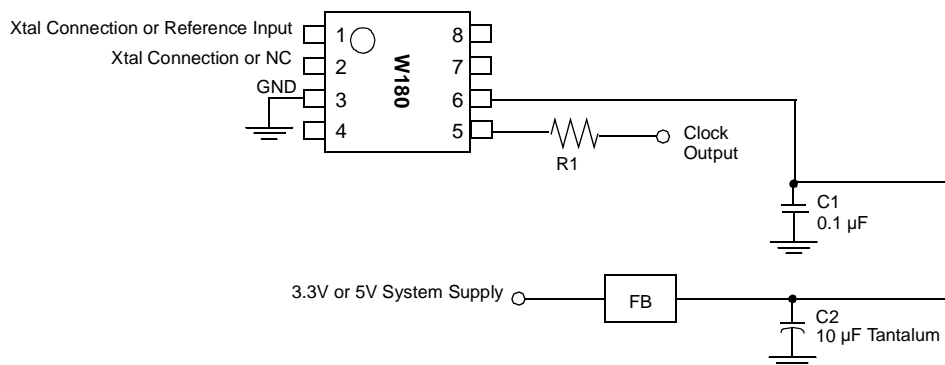 Xtal Connection or Reference Input
Xtal Connection or NC
GND
1
2
3
4
W180
8
7
6
5
R1
Clock
Output
C1
0.1 µF
3.3V or 5V System Supply
FB
C2
10 µF Tantalum